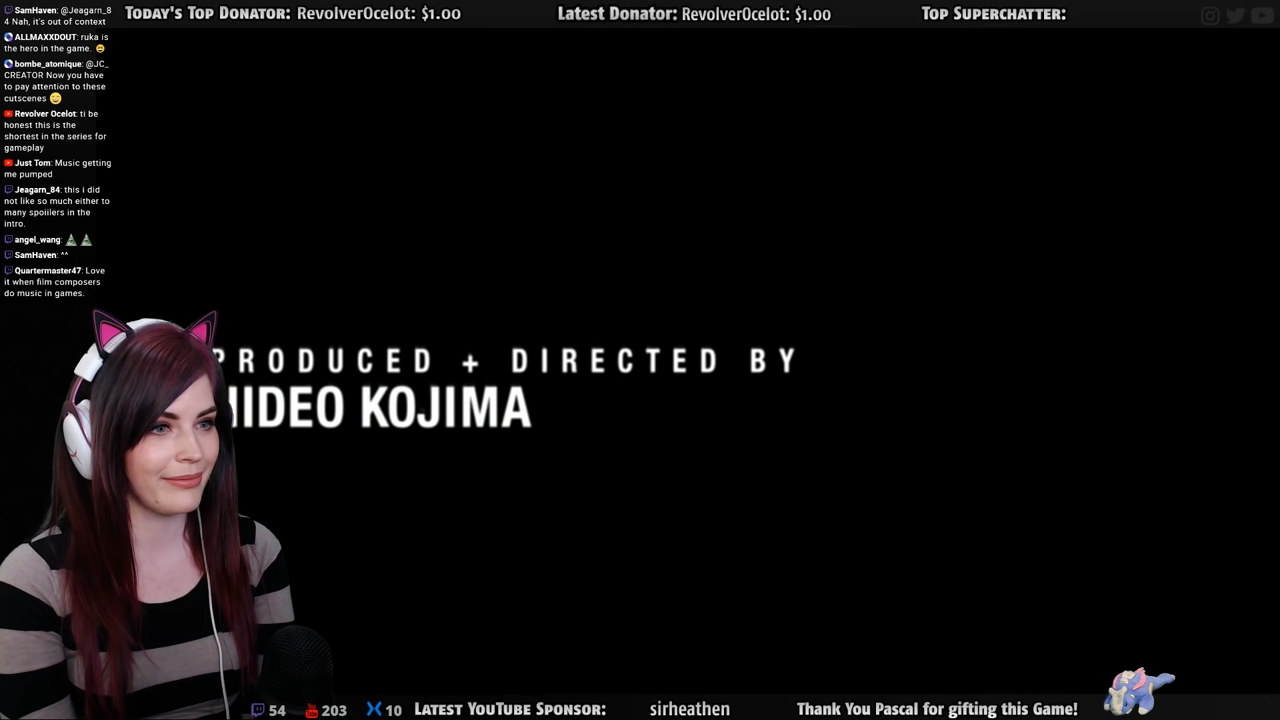 Today's Top Donator: RevolverOcelot: $1.00
Latest Donator: RevolverOcelot: $1.00
Top Superchatter:
SamHaven: @Jeagarn_8
4 Nah, it's out of context
ALLMAXXDOUT: ruka is
the hero in the game.
bombe_atomique: @JC_
CREATOR Now you have
to pay attention to these
cutscenes
Revolver Ocelot: ti be
honest this is the
shortest in the series for
gameplay
Just Tom: Music getting
me pumped
Jeagarn_84: this i did
not like so much either to
many spoiilers in the
intro.
angel_wang:
SamHaven: ^^
Quartermaster47: Love
it when film composers
do music in games.
PRODUCED + DIRECTED BY
HIDEO KOJIMA
54
203
10
Latest YouTube Sponsor:
sirheathen
Thank You Pascal for gifting this Game!